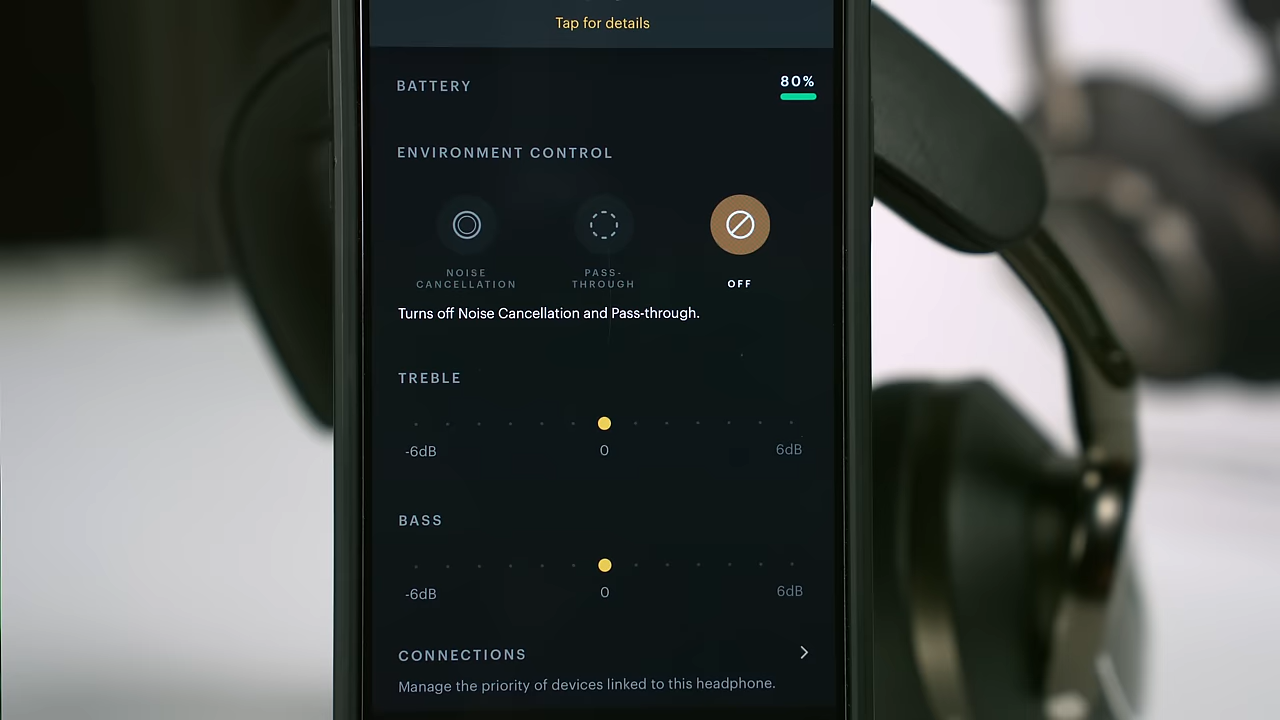 Tap for details
BATTERY
80%
ENVIRONMENT CONTROL
NOISE
CANCELLATION
PASS-
THROUGH
OFF
Turns off Noise Cancellation and Pass-through.
TREBLE
-6dB
0
6dB
BASS
-6dB
0
6dB
CONNECTIONS
Manage the priority of devices linked to this headphone.